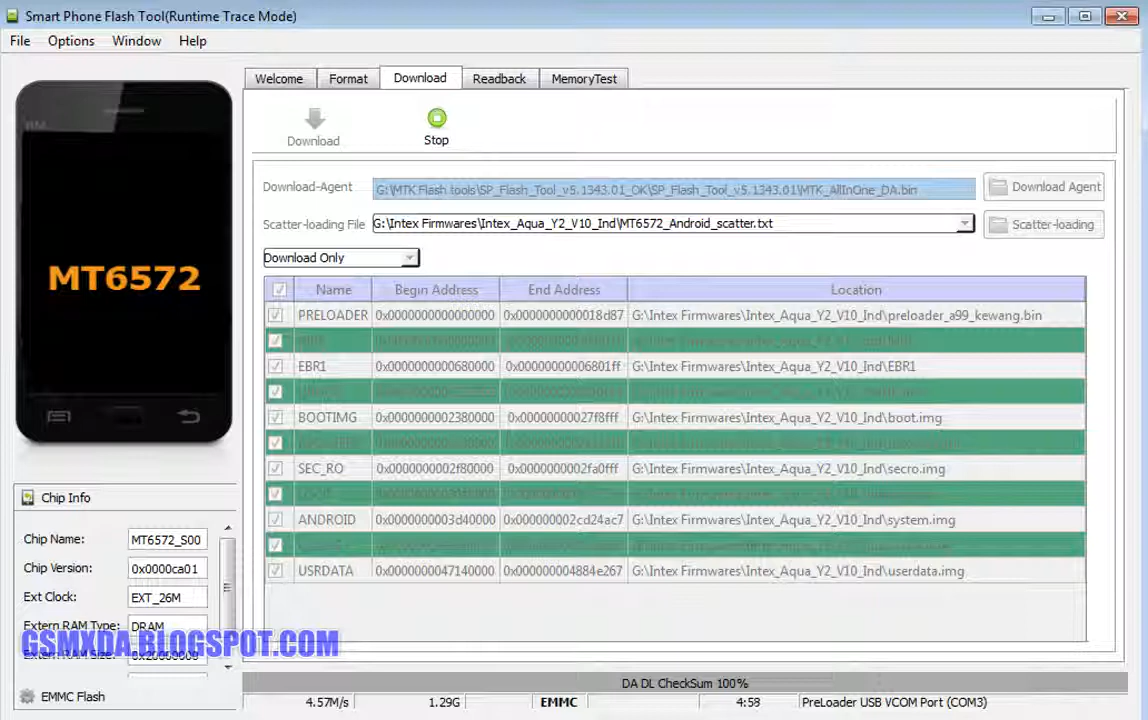 Smart Phone Flash Tool(Runtime Trace Mode)
File Options Window Help
Welcome Format Download Readback MemoryTest
Download Stop
Download-Agent G:\MTK Flash tools\SP_Flash_Tool_v5.1343.01_OK\SP_Flash_Tool_v5.1343.01\MTK_AllInOne_DA.bin Download Agent
Scatter-loading File G:\Intex Firmwares\Intex_Aqua_Y2_V10_Ind\MT6572_Android_scatter.txt Scatter-loading
Download Only
Name Begin Address End Address Location
PRELOADER 0x0000000000000000 0x0000000000018d87 G:\Intex Firmwares\Intex_Aqua_Y2_V10_Ind\preloader_a99_kewang.bin
EBR1 0x0000000000680000 0x00000000006801ff G:\Intex Firmwares\Intex_Aqua_Y2_V10_Ind\EBR1
BOOTIMG 0x0000000002380000 0x00000000027f8fff G:\Intex Firmwares\Intex_Aqua_Y2_V10_Ind\boot.img
SEC_RO 0x0000000002f80000 0x0000000002fa0fff G:\Intex Firmwares\Intex_Aqua_Y2_V10_Ind\secro.img
ANDROID 0x0000000003d40000 0x000000002cd24ac7 G:\Intex Firmwares\Intex_Aqua_Y2_V10_Ind\system.img
USRDATA 0x0000000047140000 0x000000004884e267 G:\Intex Firmwares\Intex_Aqua_Y2_V10_Ind\userdata.img
MT6572
Chip Info
Chip Name: MT6572_S00
Chip Version: 0x0000ca01
Ext Clock: EXT_26M
Extern RAM Type: DRAM
GSMXDA.BLOGSPOT.COM
Extern RAM Size: 0x20000000
EMMC Flash
DA DL CheckSum 100%
4.57M/s 1.29G EMMC 4:58 PreLoader USB VCOM Port (COM3)